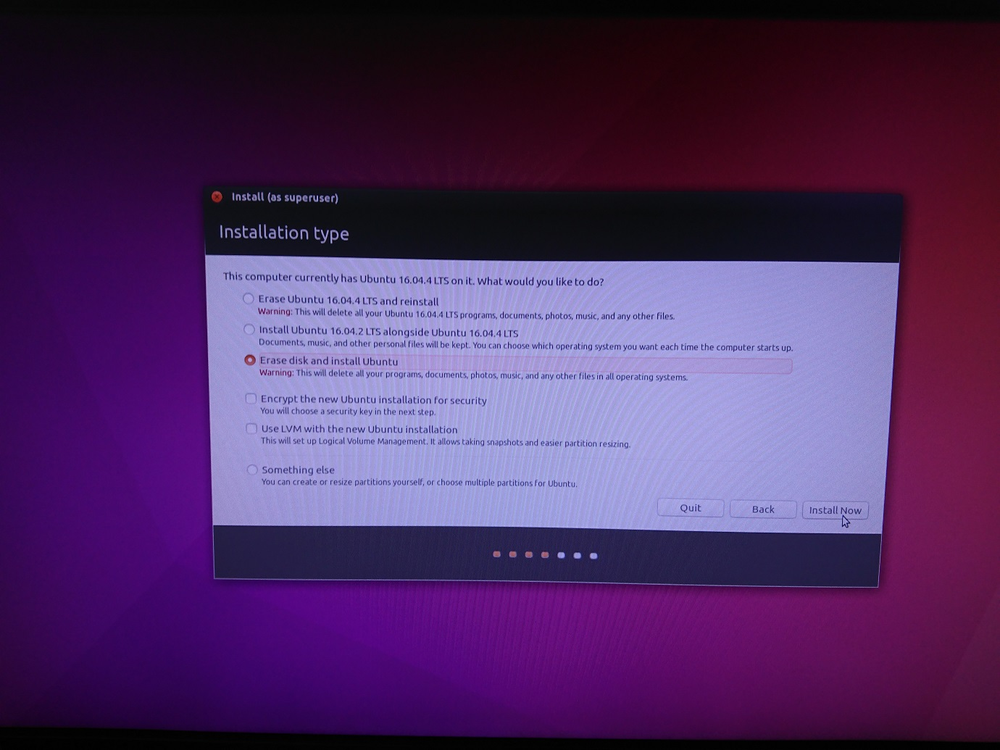 Install (as superuser)
Installation type
This computer currently has Ubuntu 16.04.4 LTS on it. What would you like to do?
Erase Ubuntu 16.04.4 LTS and reinstall
Warning: This will delete all your Ubuntu 16.04.4 LTS programs, documents, photos, music, and any other files.
Install Ubuntu 16.04.2 LTS alongside Ubuntu 16.04.4 LTS
Documents, music, and other personal files will be kept. You can choose which operating system you want each time the computer starts up.
Erase disk and install Ubuntu
Warning: This will delete all your programs, documents, photos, music, and any other files in all operating systems.
Encrypt the new Ubuntu installation for security
You will choose a security key in the next step.
Use LVM with the new Ubuntu installation
This will set up Logical Volume Management. It allows taking snapshots and easier partition resizing.
Something else
You can create or resize partitions yourself, or choose multiple partitions for Ubuntu.
Quit Back Install Now